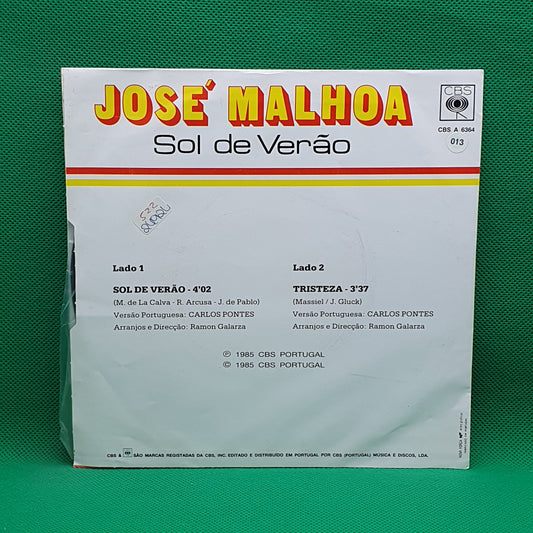 JOSÉ MALHOA
Sol de Verão
CBS
CBS A 6364
013
522
Lado 1
SOL DE VERÃO - 4'02
(M. de La Calva - R. Arcusa - J. de Pablo)
Versão Portuguesa: CARLOS PONTES
Arranjos e Direcção: Ramon Galarza
Lado 2
TRISTEZA - 3'37
(Massiel / J. Gluck)
Versão Portuguesa: CARLOS PONTES
Arranjos e Direcção: Ramon Galarza
℗ 1985 CBS PORTUGAL
© 1985 CBS PORTUGAL
CBS & SÃO MARCAS REGISTADAS DA CBS, INC. EDITADO E DISTRIBUIDO EM PORTUGAL POR CBS (PORTUGAL) MÚSICA E DISCOS, LDA.